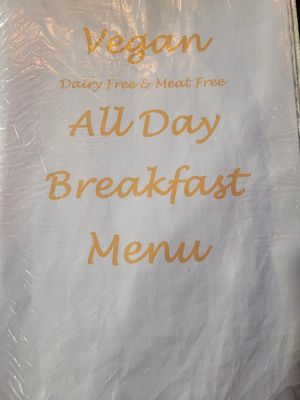 Vegan
Dairy Free & Meat Free
All Day
Breakfast
Menu